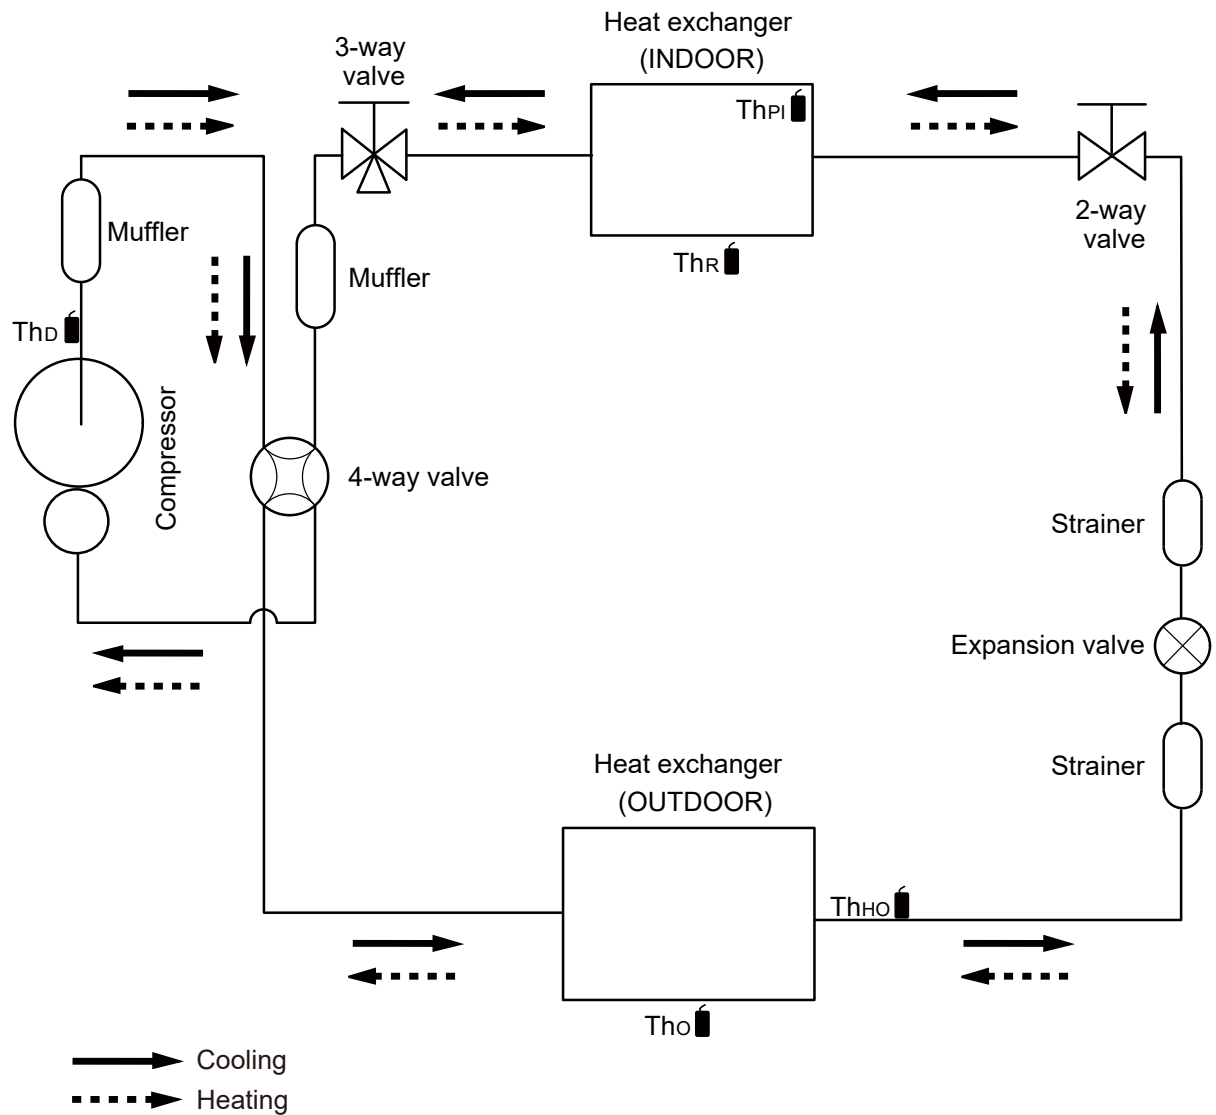 Heat exchanger
(INDOOR)
3-way
valve
ThPI
Muffler
2-way
valve
ThR
Muffler
ThD
Compressor
4-way valve
Strainer
Expansion valve
Heat exchanger
(OUTDOOR)
Strainer
ThHO
ThO
Cooling
Heating